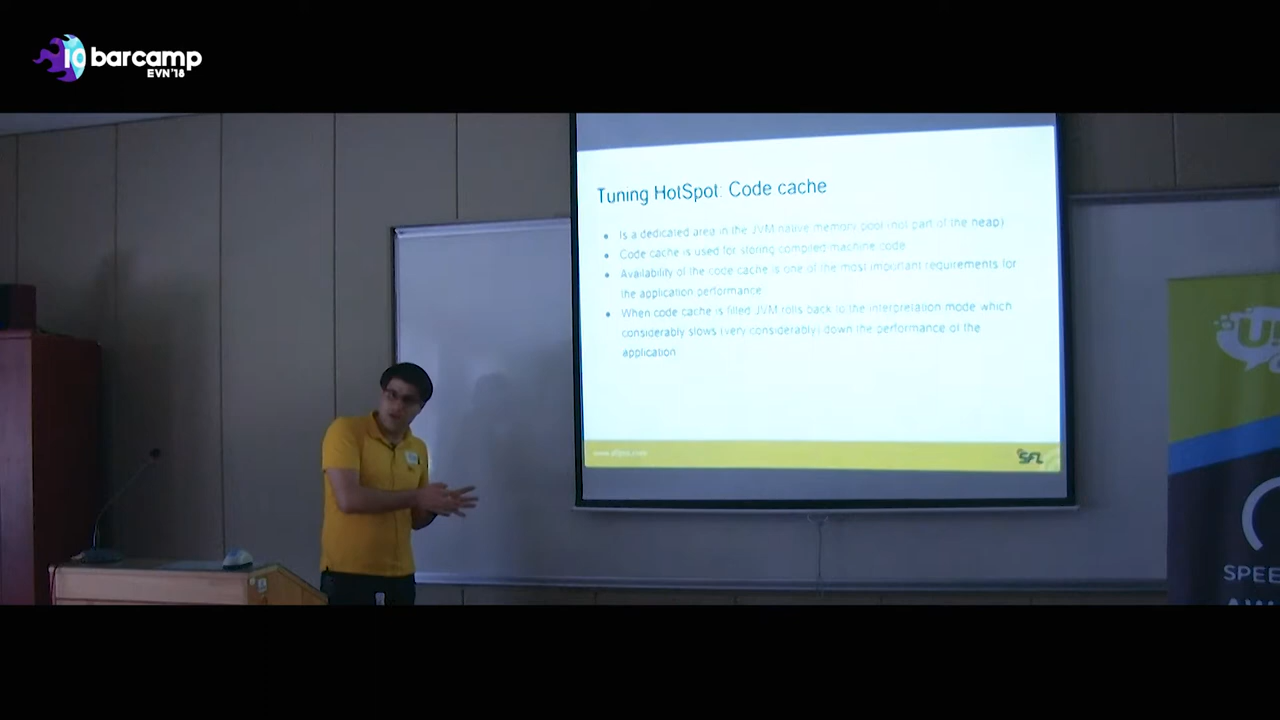 10 barcamp
EVN'18
Tuning HotSpot: Code cache
Is a dedicated area in the JVM native memory pool (not part of the heap)
Code cache is used for storing compiled machine code
Availability of the code cache is one of the most important requirements for
the application performance
When code cache is filled JVM rolls back to the interpretation mode which
considerably slows (very considerably) down the performance of the
application
SFL
U!
SPEE